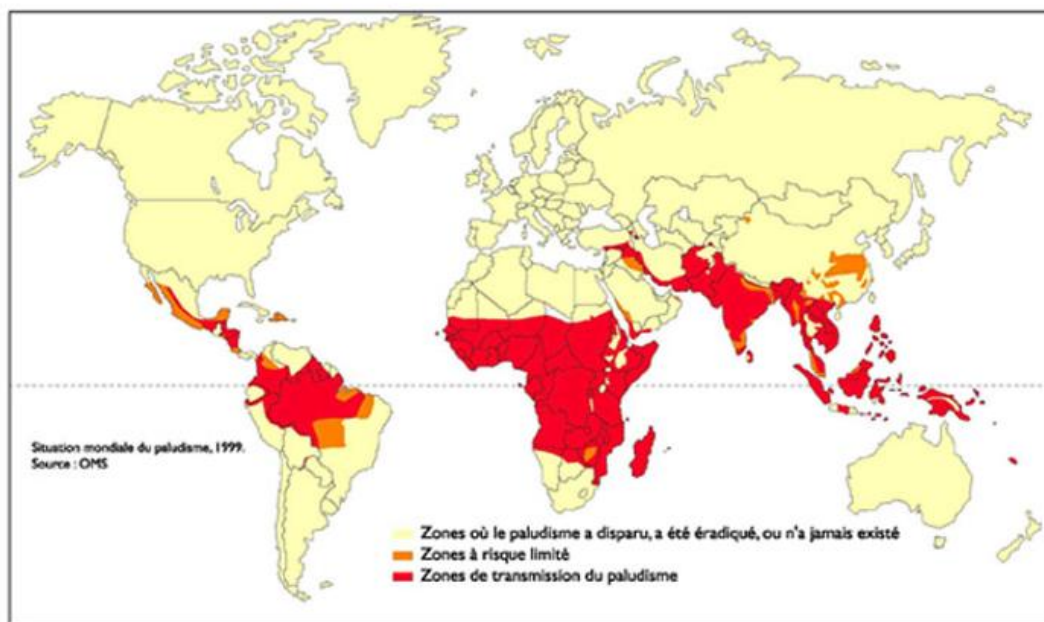 Situation mondiale du paludisme, 1999.
Source : OMS
Zones où le paludisme a disparu, a été éradiqué, ou n'a jamais existé
Zones à risque limité
Zones de transmission du paludisme